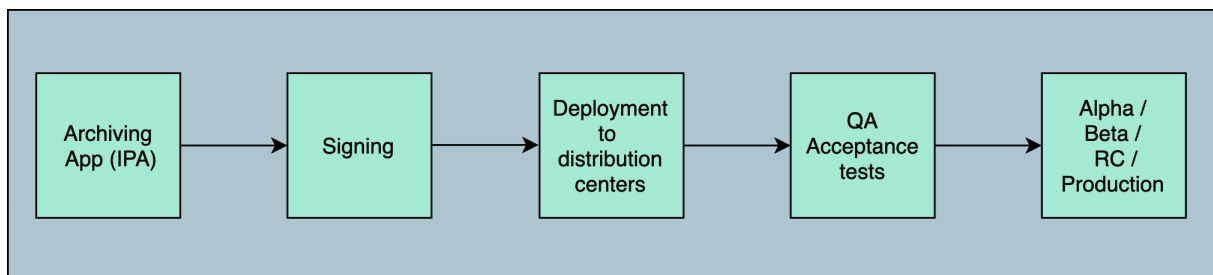 Archiving
App (IPA)
Signing
Deployment
to
distribution
centers
QA
Acceptance
tests
Alpha /
Beta /
RC /
Production